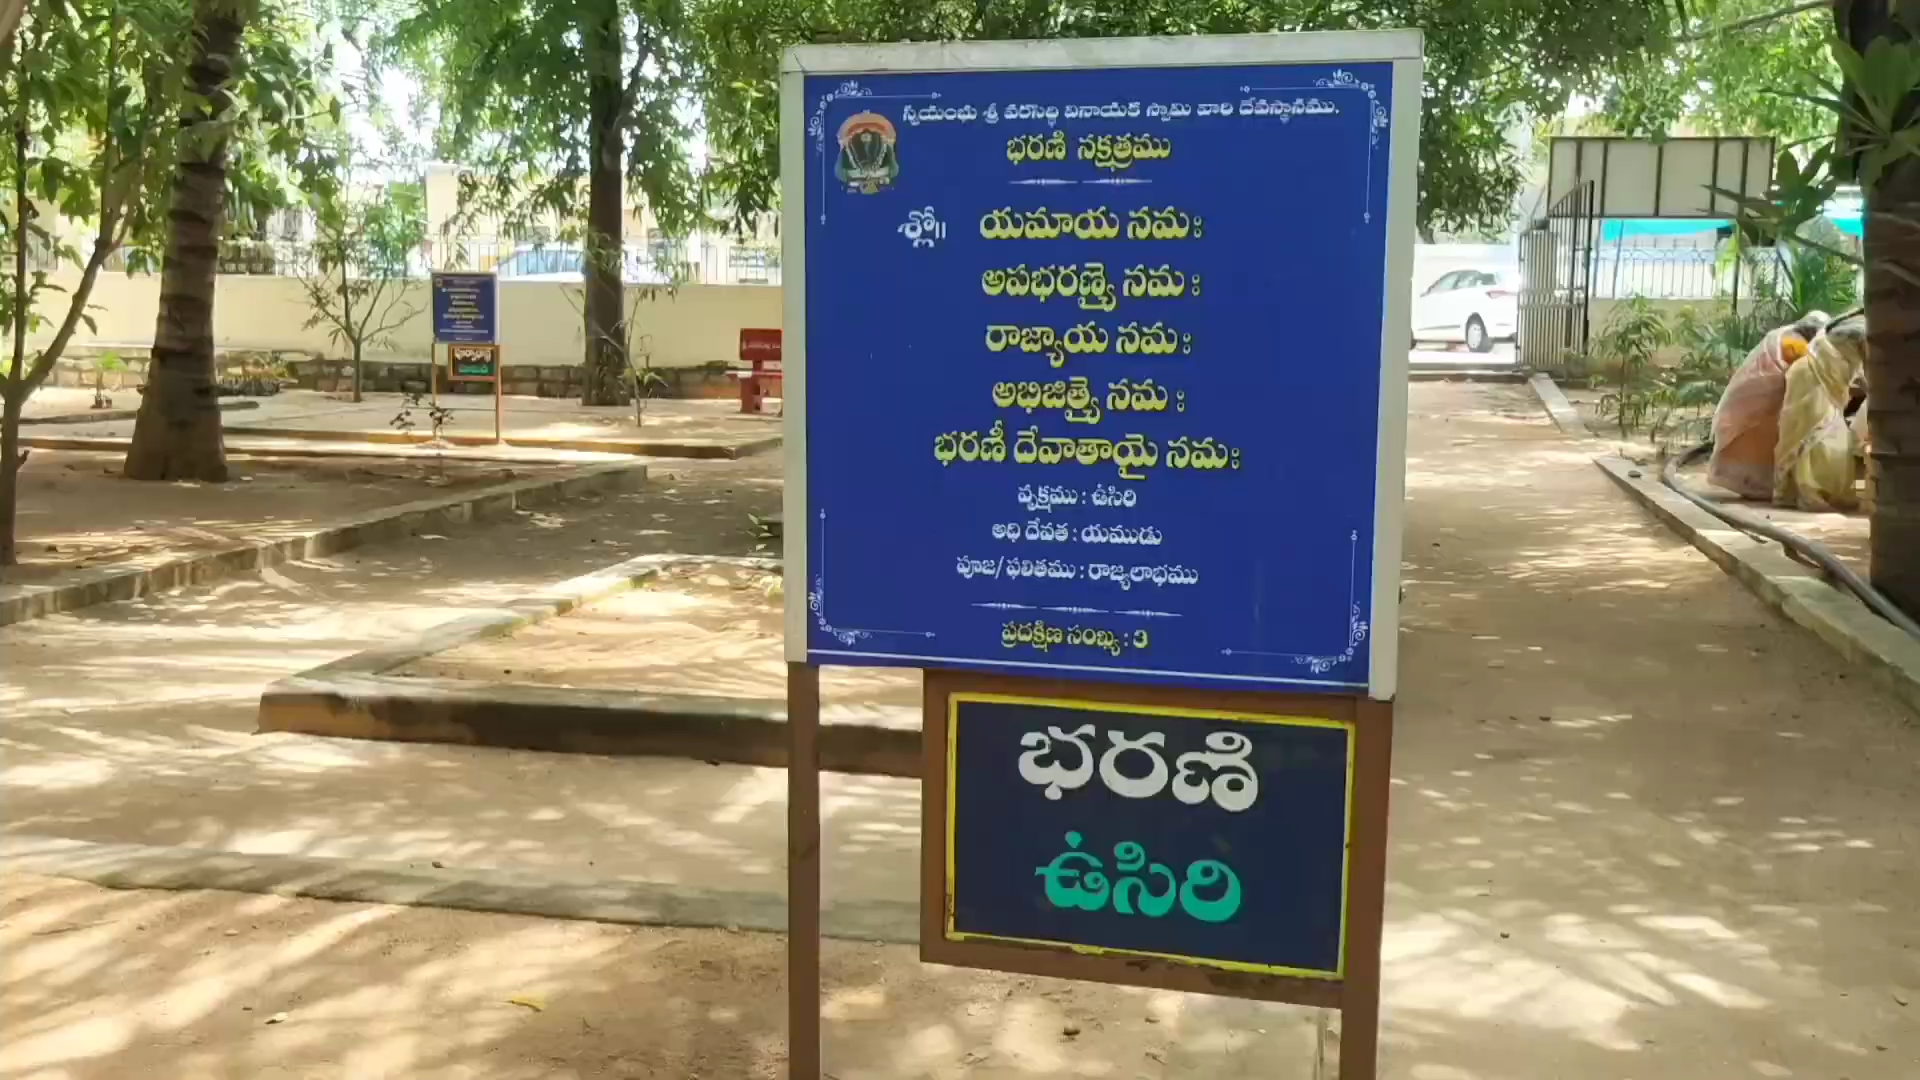 స్వయంభు శ్రీ వరసిద్ధి వినాయక స్వామి వారి దేవస్థానము.
భరణి నక్షత్రము
శ్లో॥ యమాయ నమః
అపభరణ్యై నమః
రాజ్యాయ నమః
అభిజిత్యై నమః
భరణీ దేవాతాయై నమః
వృక్షము : ఉసిరి
అధి దేవత : యముడు
పూజ/ ఫలితము : రాజ్యలాభము
ప్రదక్షిణ సంఖ్య : 3
భరణి
ఉసిరి